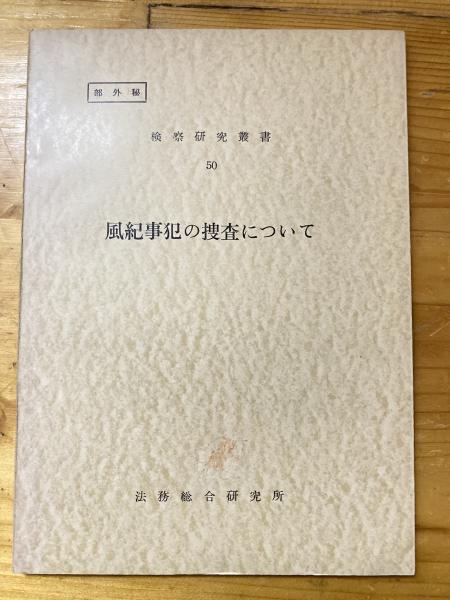 部外秘
検察研究叢書
50
風紀事犯の捜査について
法務総合研究所